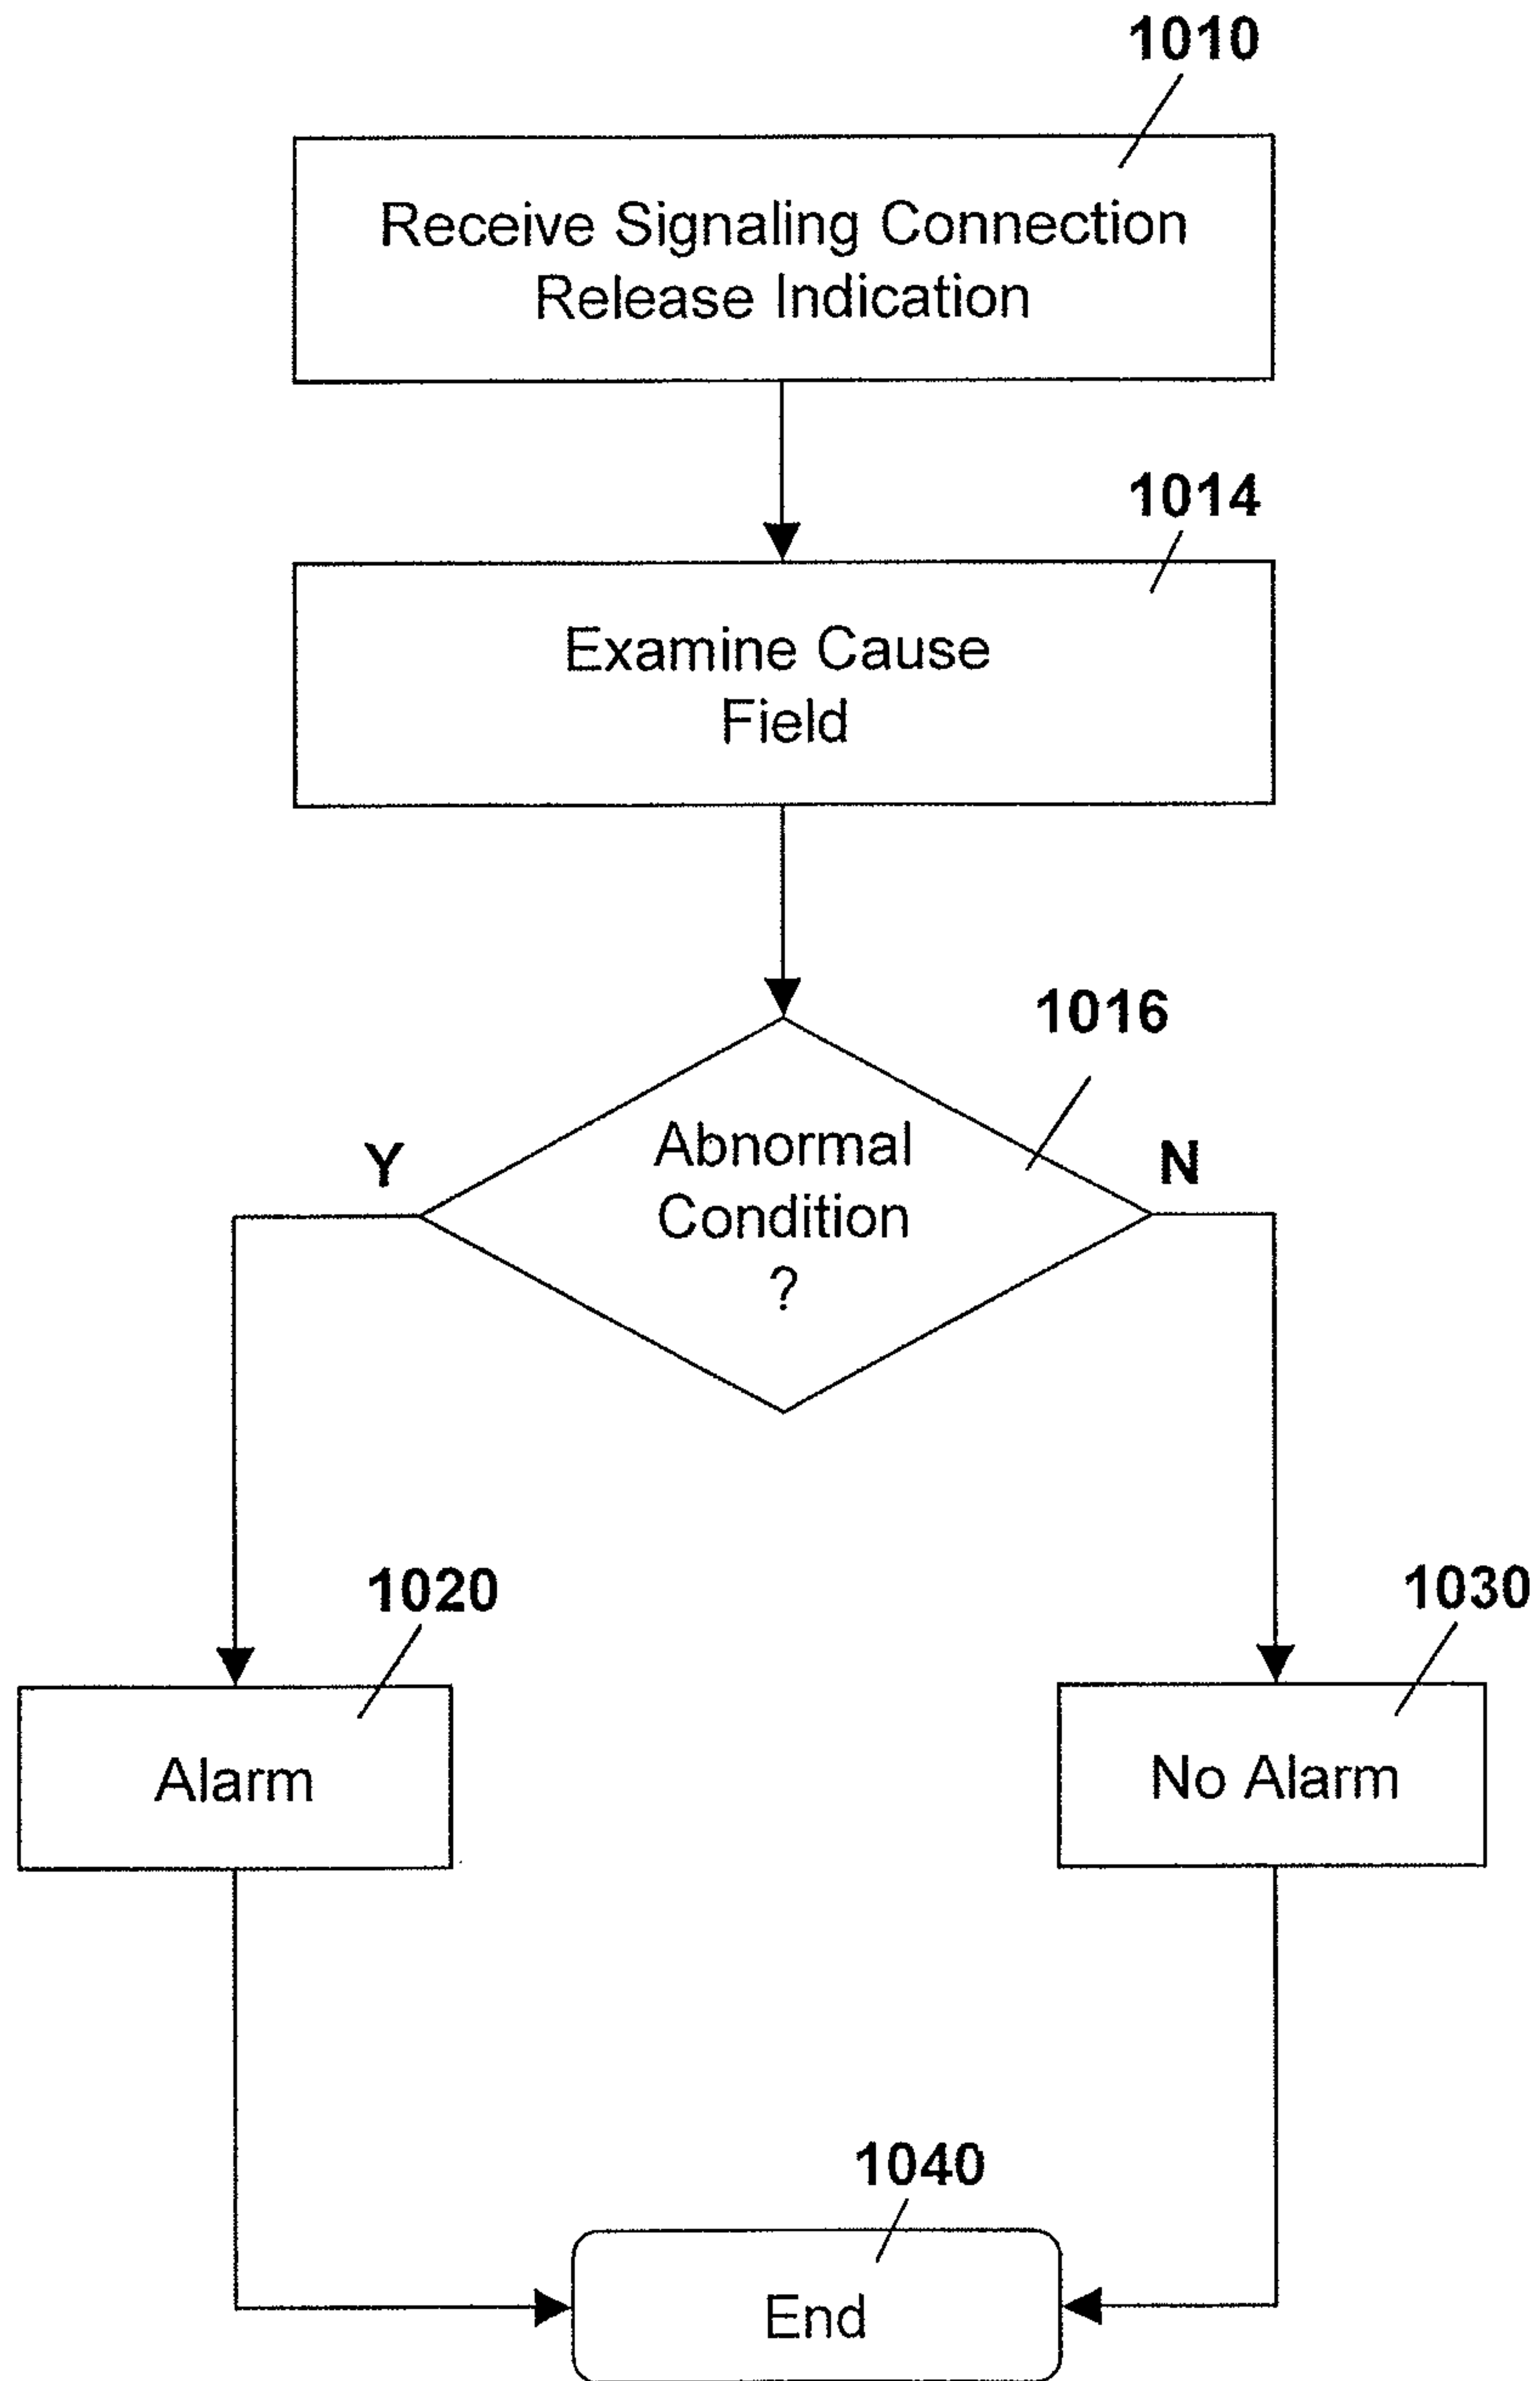 1010
Receive Signaling Connection
Release Indication
1014
Examine Cause
Field
1016
Abnormal
Condition
?
Y
N
1020
1030
Alarm
No Alarm
1040
End